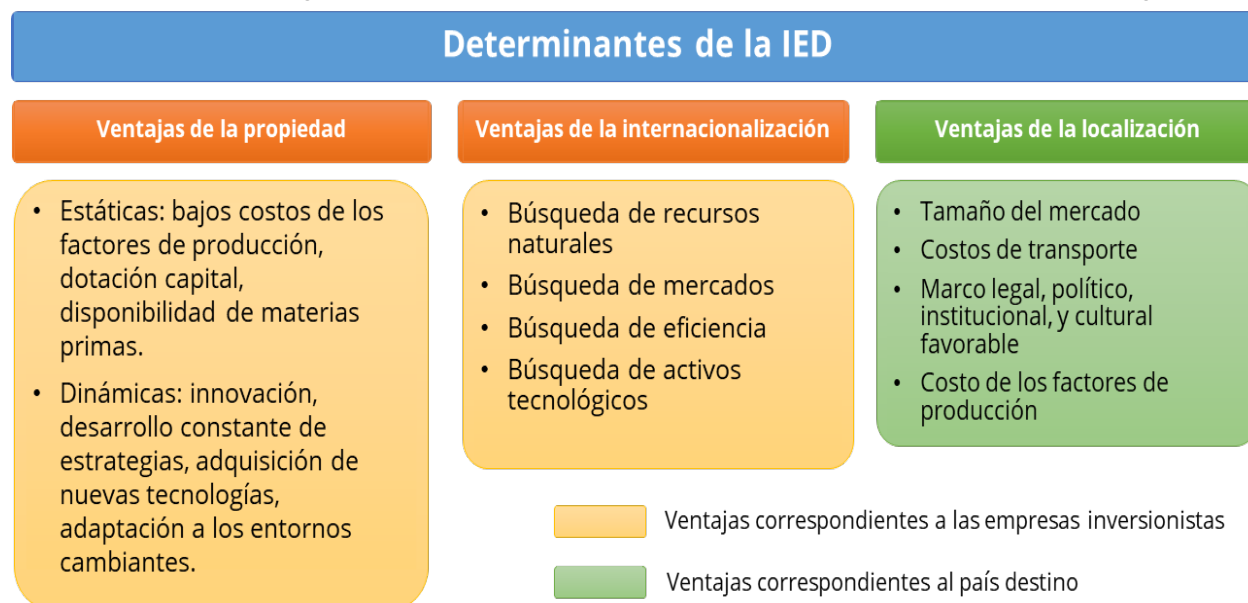 Determinantes de la IED
Ventajas de la propiedad
• Estáticas: bajos costos de los
factores de producción,
dotación capital,
disponibilidad de materias
primas.
• Dinámicas: innovación,
desarrollo constante de
estrategias, adquisición de
nuevas tecnologías,
adaptación a los entornos
cambiantes.
Ventajas de la internacionalización
• Búsqueda de recursos
naturales
• Búsqueda de mercados
• Búsqueda de eficiencia
• Búsqueda de activos
tecnológicos
Ventajas de la localización
• Tamaño del mercado
• Costos de transporte
• Marco legal, político,
institucional, y cultural
favorable
• Costo de los factores de
producción
Ventajas correspondientes a las empresas inversionistas
Ventajas correspondientes al país destino